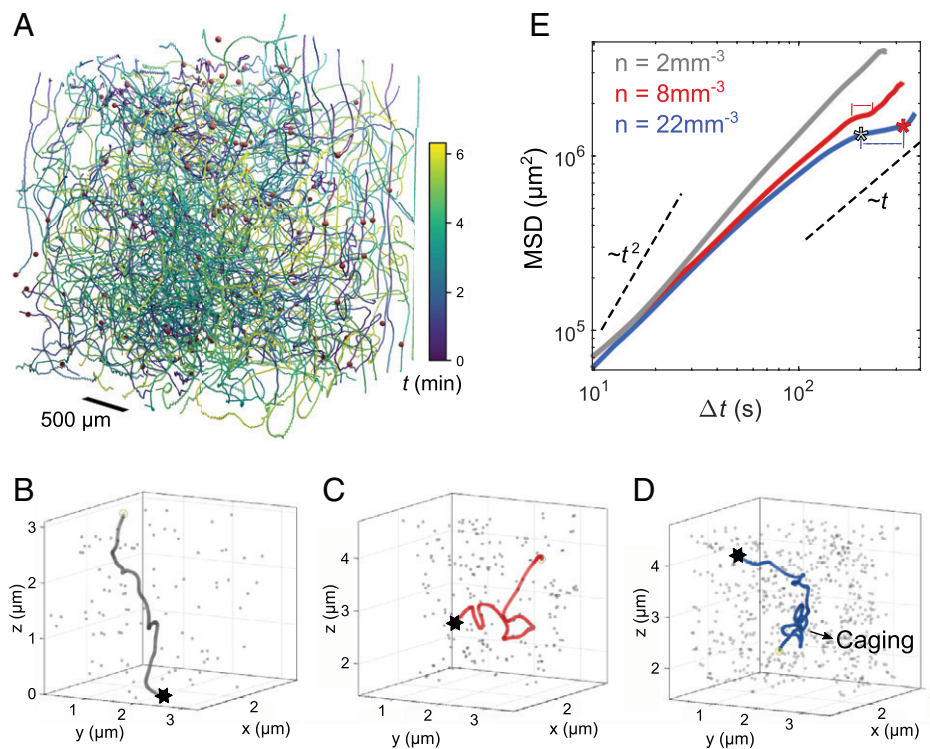 A
E
n = 2mm⁻³
n = 8mm⁻³
n = 22mm⁻³
MSD (µm²)
10⁶
10⁵
~t²
~t
*
*
10
10²
Δt (s)
6
4
2
0
t (min)
500 µm
B
C
D
3
2
1
0
z (µm)
1
2
3
y (µm)
2
x (µm)
4
3
2
z (µm)
1
2
3
y (µm)
2
x (µm)
4
3
2
z (µm)
Caging
1
2
3
y (µm)
2
x (µm)